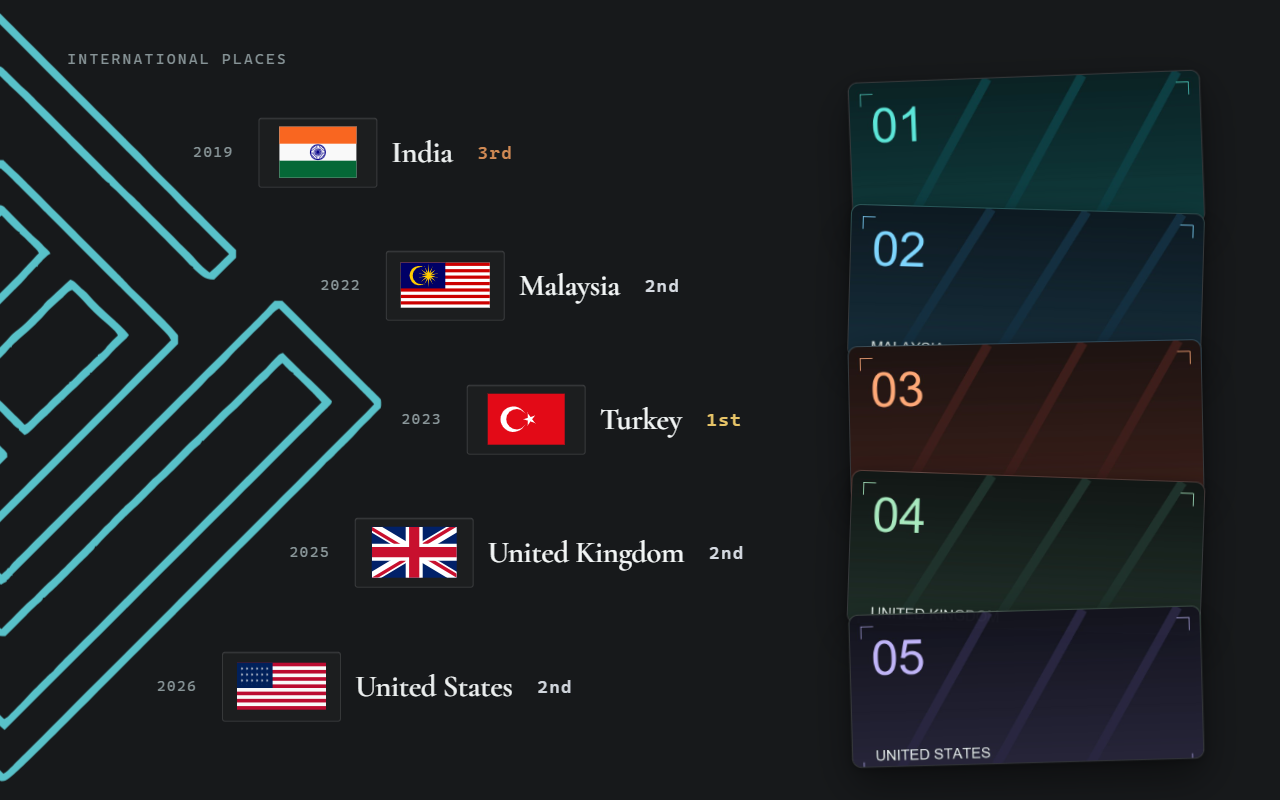 INTERNATIONAL PLACES
2019 India 3rd
2022 Malaysia 2nd
2023 Turkey 1st
2025 United Kingdom 2nd
2026 United States 2nd
01
02
03
04
05
UNITED STATES